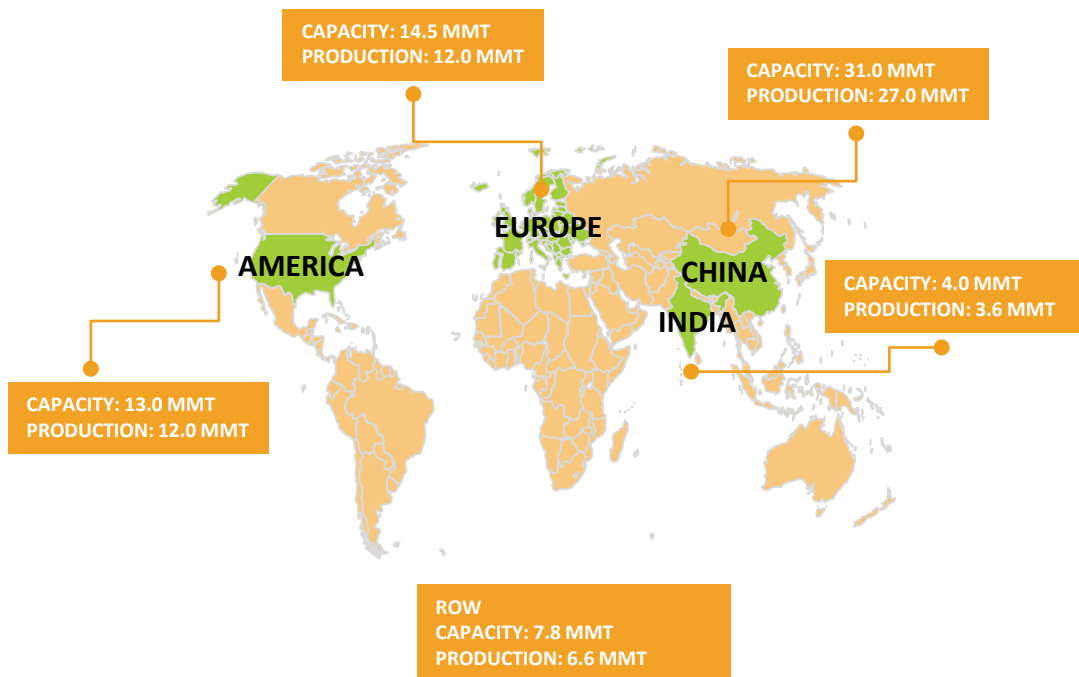 CAPACITY: 14.5 MMT
PRODUCTION: 12.0 MMT
CAPACITY: 31.0 MMT
PRODUCTION: 27.0 MMT
EUROPE
AMERICA
CHINA
INDIA
CAPACITY: 4.0 MMT
PRODUCTION: 3.6 MMT
CAPACITY: 13.0 MMT
PRODUCTION: 12.0 MMT
ROW
CAPACITY: 7.8 MMT
PRODUCTION: 6.6 MMT